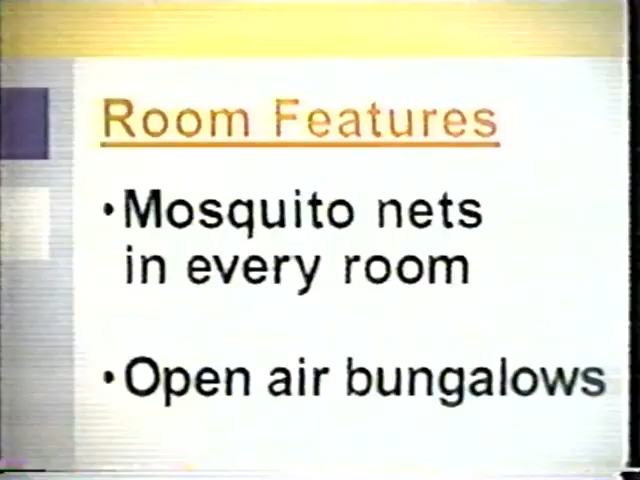 Room Features
•Mosquito nets
in every room
•Open air bungalows